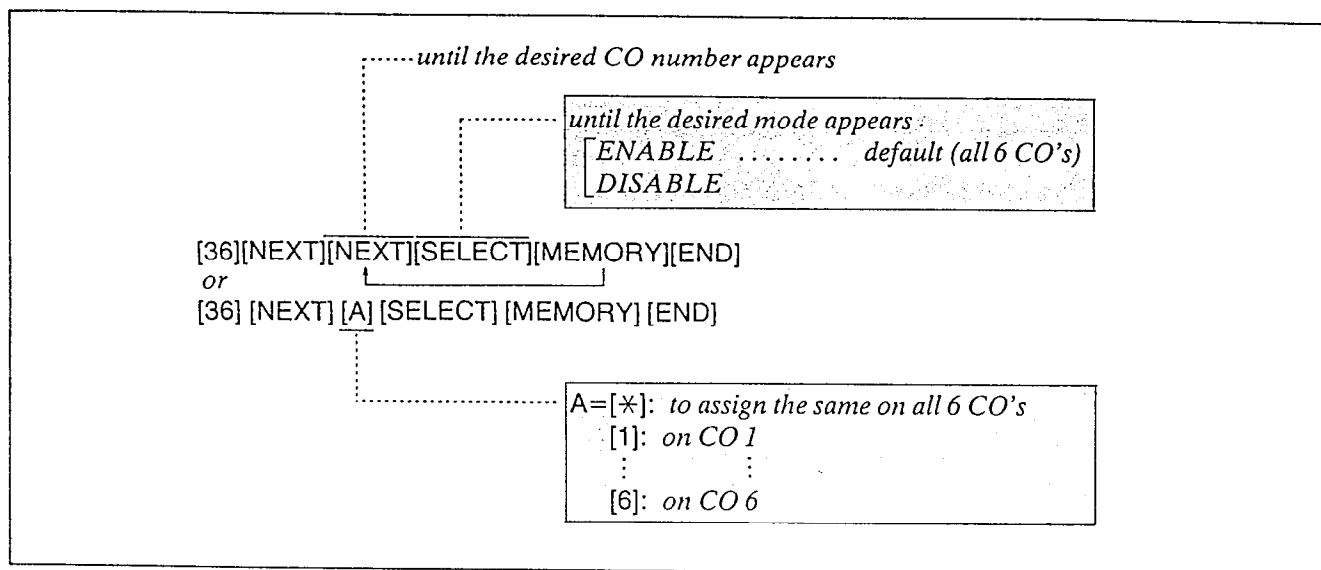 until the desired CO number appears
until the desired mode appears
ENABLE ........ default (all 6 CO's)
DISABLE
[36][NEXT][NEXT][SELECT][MEMORY][END]
or
[36] [NEXT] [A] [SELECT] [MEMORY] [END]
A=[*]: to assign the same on all 6 CO's
[1]: on CO 1
[6]: on CO 6